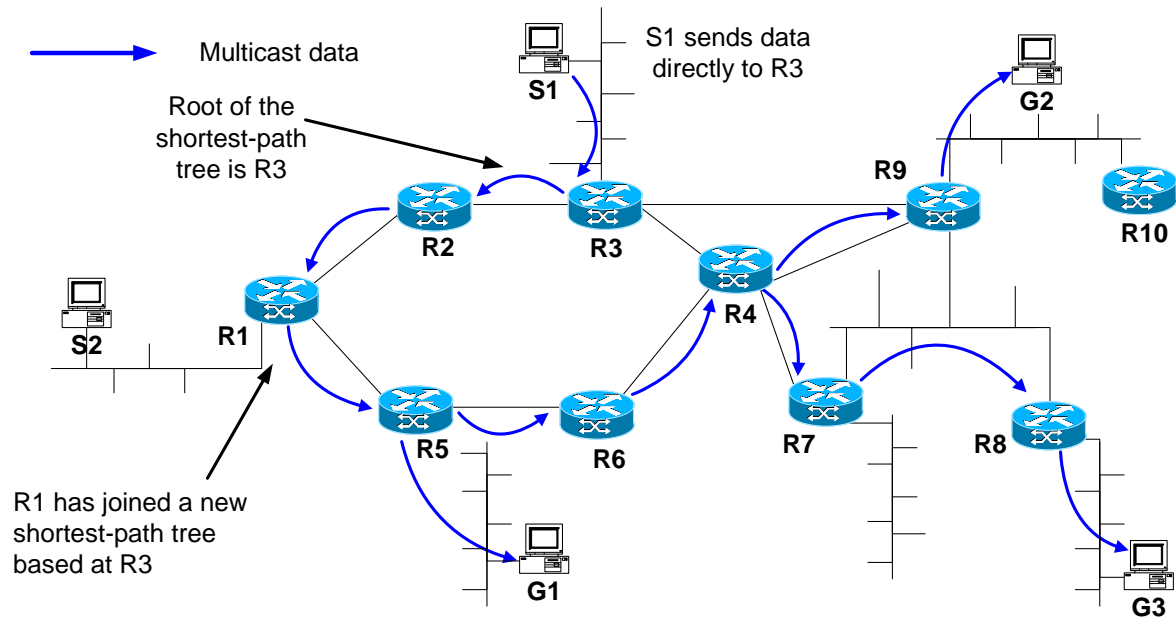 Multicast data
S1 sends data
directly to R3
S1
G2
Root of the
shortest-path
tree is R3
R9
R2
R3
R10
R4
S2
R1
R5
R6
R7
R8
R1 has joined a new
shortest-path tree
based at R3
G1
G3